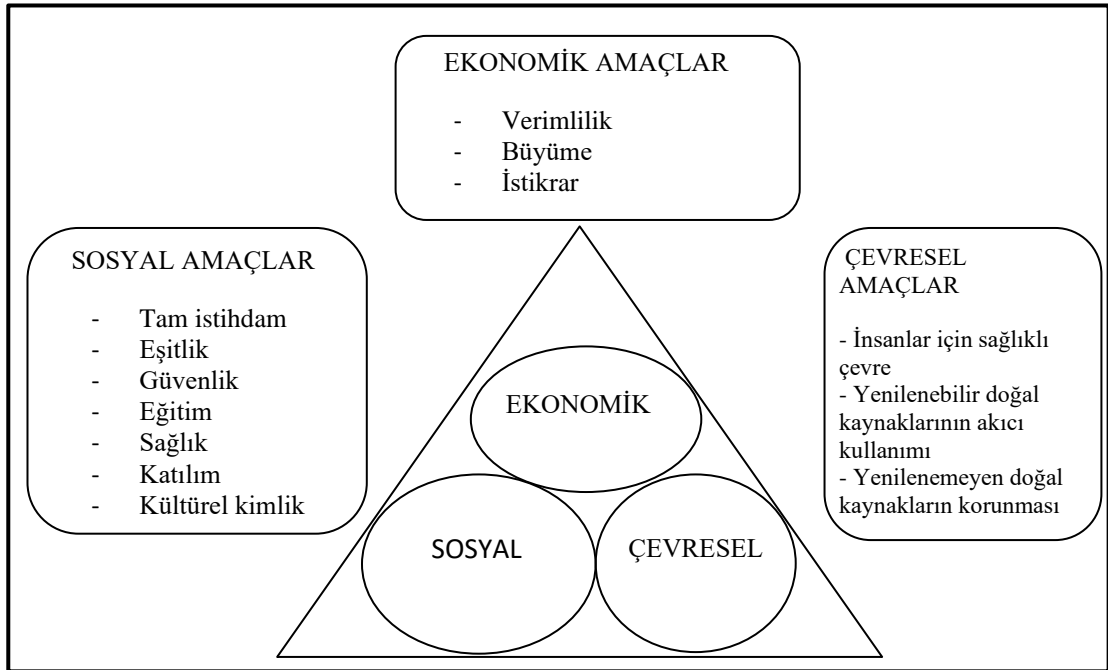 EKONOMİK AMAÇLAR
- Verimlilik
- Büyüme
- İstikrar
SOSYAL AMAÇLAR
- Tam istihdam
- Eşitlik
- Güvenlik
- Eğitim
- Sağlık
- Katılım
- Kültürel kimlik
ÇEVRESEL
AMAÇLAR
- İnsanlar için sağlıklı
çevre
- Yenilenebilir doğal
kaynaklarının akıcı
kullanımı
- Yenilenemeyen doğal
kaynakların korunması
EKONOMİK
SOSYAL
ÇEVRESEL